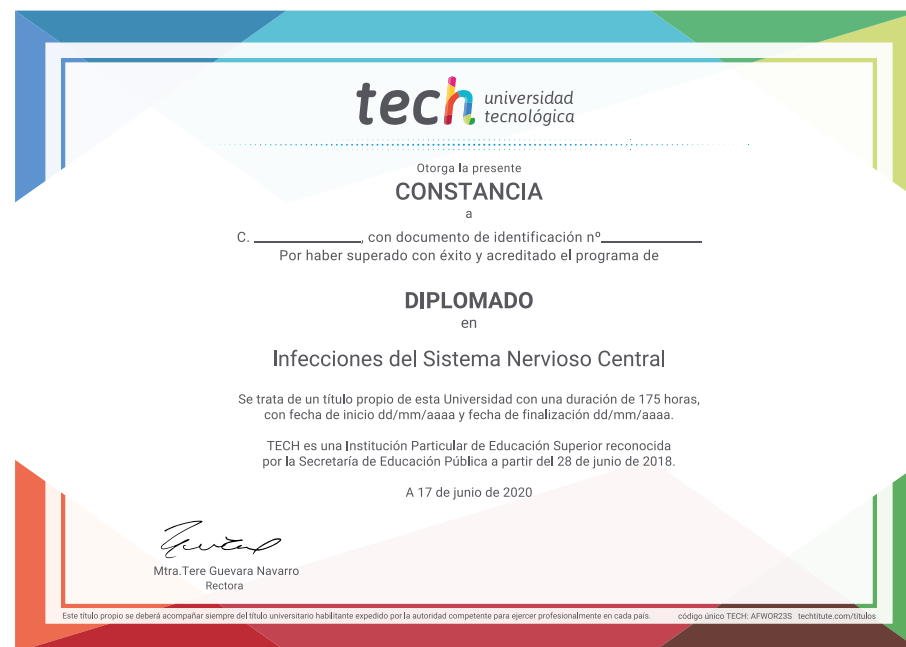 tech universidad
tecnológica
Otorga la presente
CONSTANCIA
a
C. ____________, con documento de identificación nº____________
Por haber superado con éxito y acreditado el programa de
DIPLOMADO
en
Infecciones del Sistema Nervioso Central
Se trata de un título propio de esta Universidad con una duración de 175 horas,
con fecha de inicio dd/mm/aaaa y fecha de finalización dd/mm/aaaa.
TECH es una Institución Particular de Educación Superior reconocida
por la Secretaría de Educación Pública a partir del 28 de junio de 2018.
A 17 de junio de 2020
Mtra.Tere Guevara Navarro
Rectora
Este título propio se deberá acompañar siempre del título universitario habilitante expedido por la autoridad competente para ejercer profesionalmente en cada país. código único TECH: AFWOR23S techtitute.com/titulos